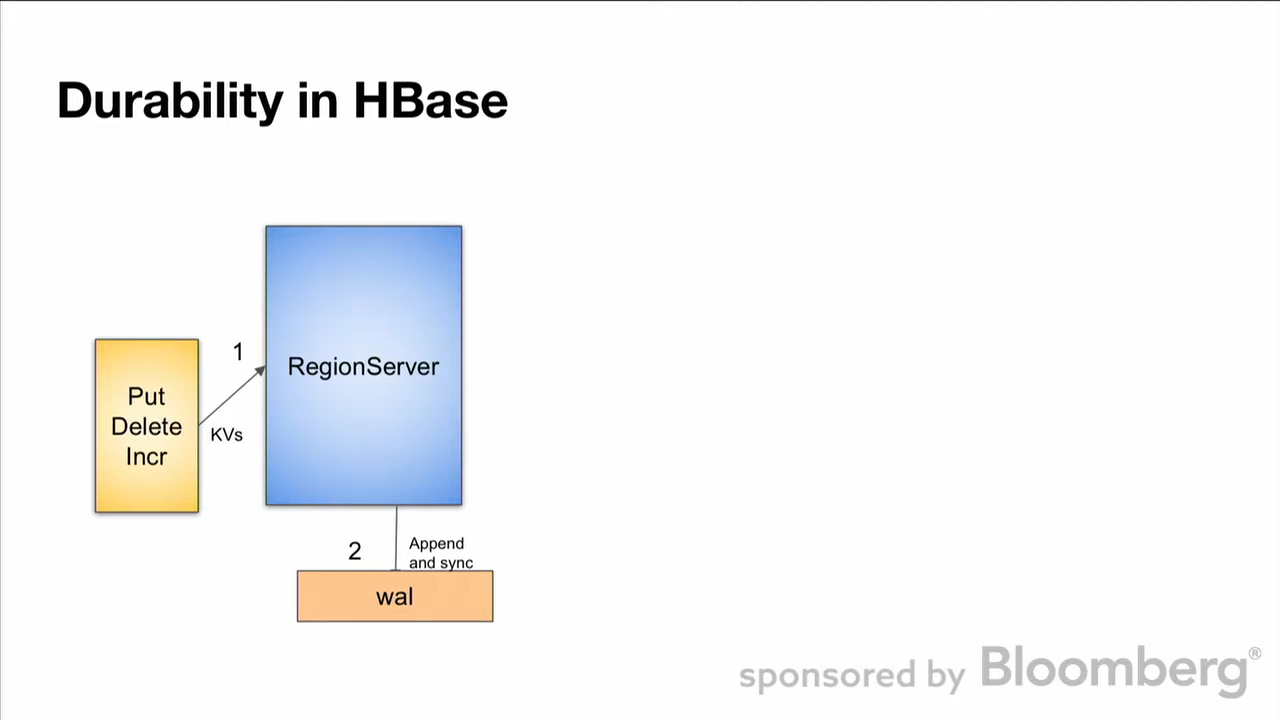 Durability in HBase
1
RegionServer
Put
Delete
Incr
KVs
2
Append
and sync
wal
sponsored by Bloomberg®